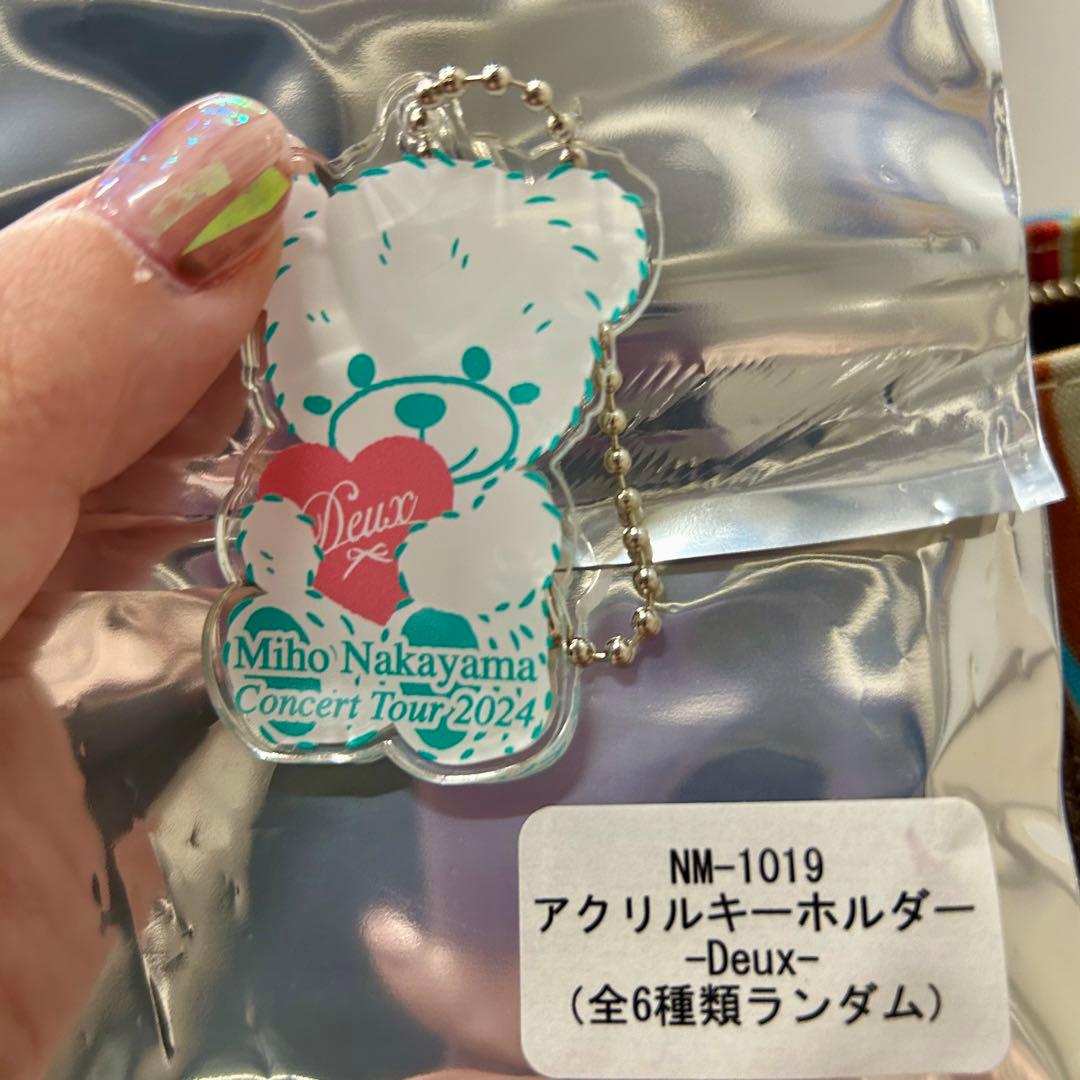 Deux
Miho Nakayama
Concert Tour 2024
NM-1019
アクリルキーホルダー
-Deux-
(全6種類ランダム)